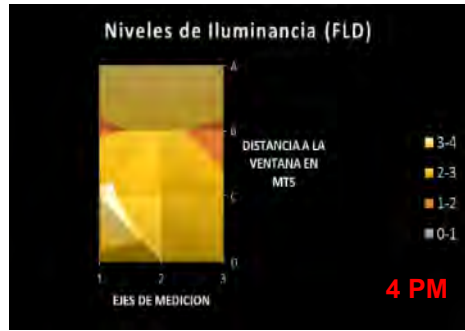 Niveles de Iluminancia (FLD)
A
B
C
D
DISTANCIA A LA
VENTANA EN
MTS
3-4
2-3
1-2
0-1
1 2 3
EJES DE MEDICION
4 PM